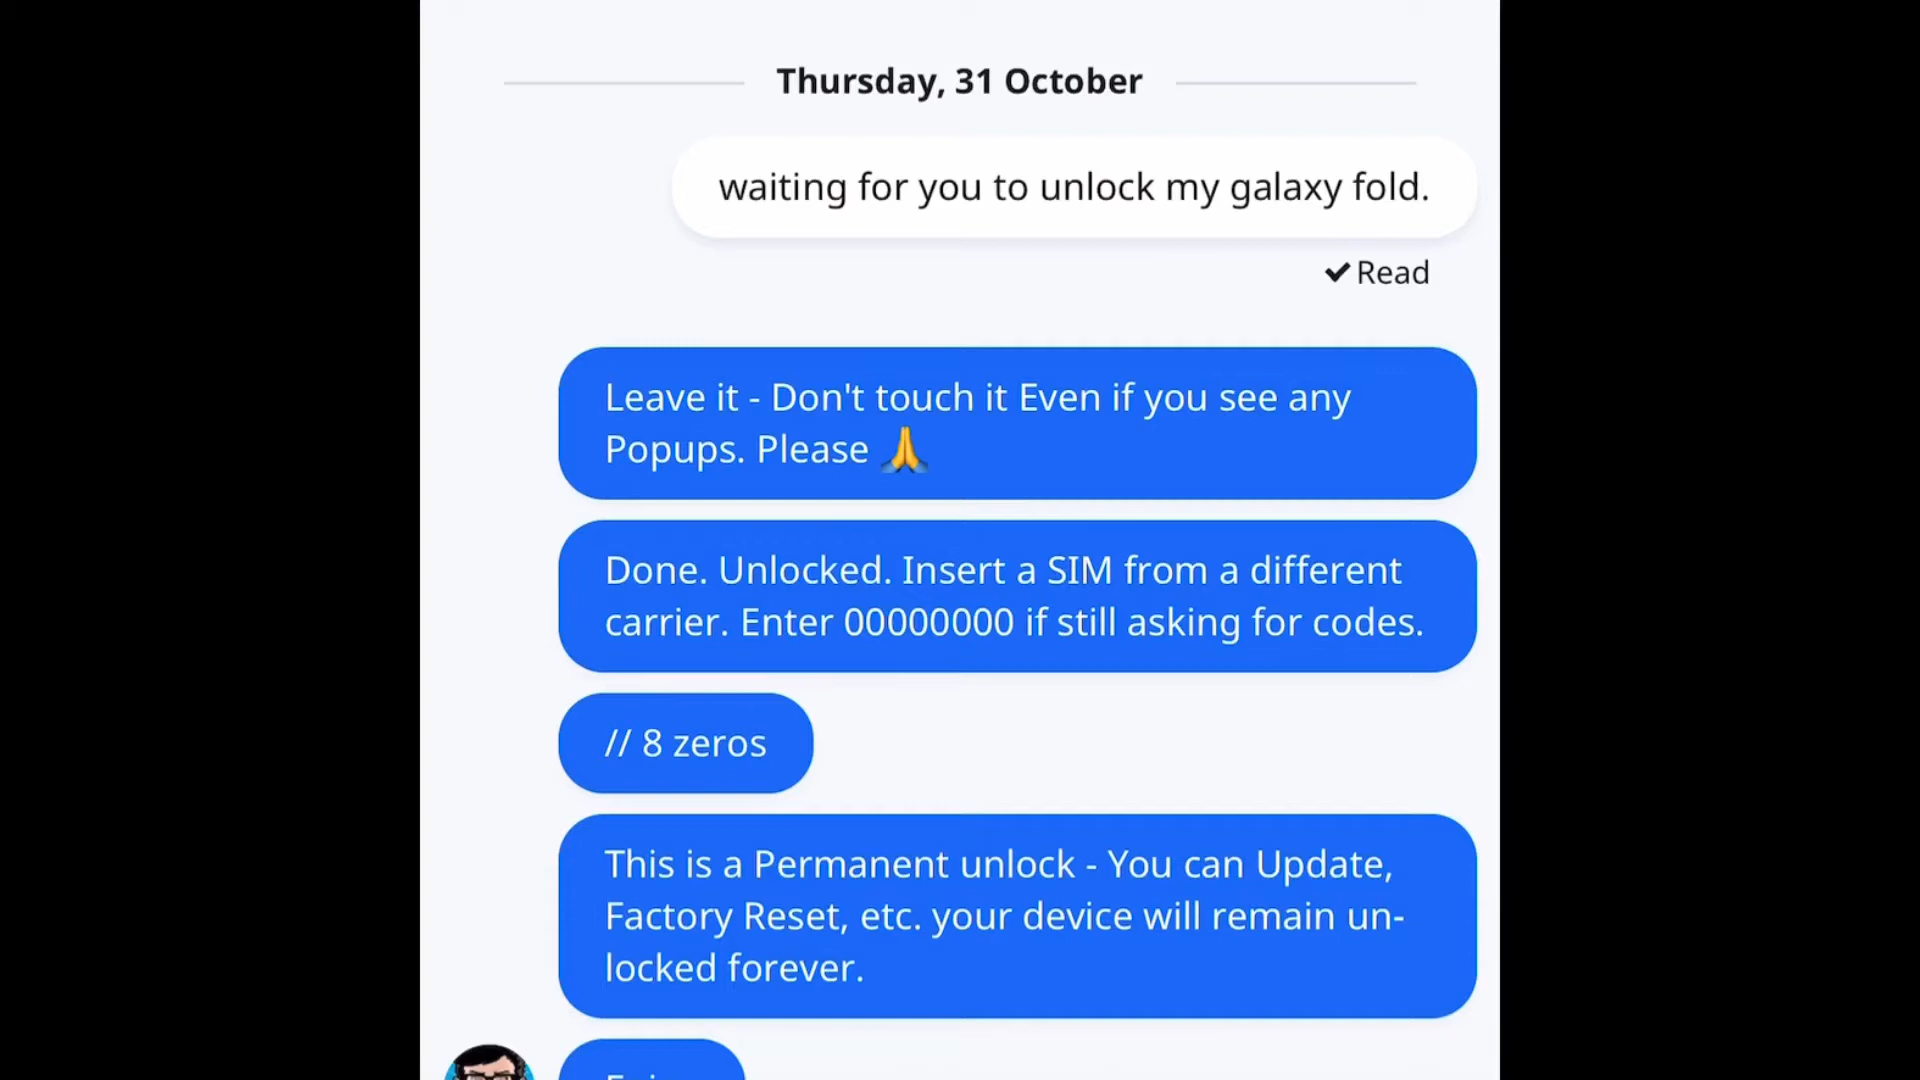 Thursday, 31 October
waiting for you to unlock my galaxy fold.
✔Read
Leave it - Don't touch it Even if you see any
Popups. Please 🙏
Done. Unlocked. Insert a SIM from a different
carrier. Enter 00000000 if still asking for codes.
// 8 zeros
This is a Permanent unlock - You can Update,
Factory Reset, etc. your device will remain un-
locked forever.